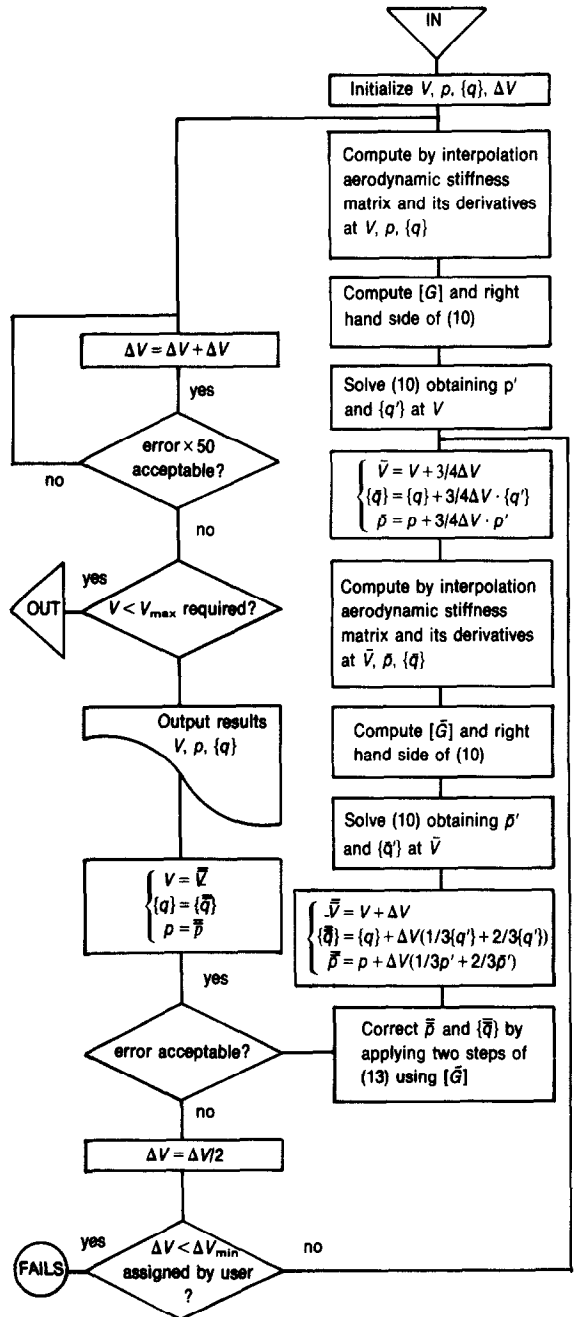 IN
Initialize V, p, {q}, ΔV
Compute by interpolation
aerodynamic stiffness
matrix and its derivatives
at V, p, {q}
Compute [G] and right
hand side of (10)
Solve (10) obtaining p′
and {q′} at V
V̄ = V + 3/4ΔV
{q̄} = {q} + 3/4ΔV · {q′}
p̄ = p + 3/4ΔV · p′
Compute by interpolation
aerodynamic stiffness
matrix and its derivatives
at V̄, p̄, {q̄}
Compute [Ḡ] and right
hand side of (10)
Solve (10) obtaining p̄′
and {q̄′} at V̄
V̿ = V + ΔV
{q̿} = {q} + ΔV(1/3{q′} + 2/3{q′})
p̿ = p + ΔV(1/3p′ + 2/3p̄′)
Correct p̿ and {q̿} by
applying two steps of
(13) using [Ḡ]
error acceptable?
yes
V = V̿
{q} = {q̿}
p = p̿
Output results
V, p, {q}
V < Vmax required?
yes
OUT
no
error × 50
acceptable?
no
yes
ΔV = ΔV + ΔV
no
ΔV = ΔV/2
ΔV < ΔVmin
assigned by user
?
yes
FAILS
no